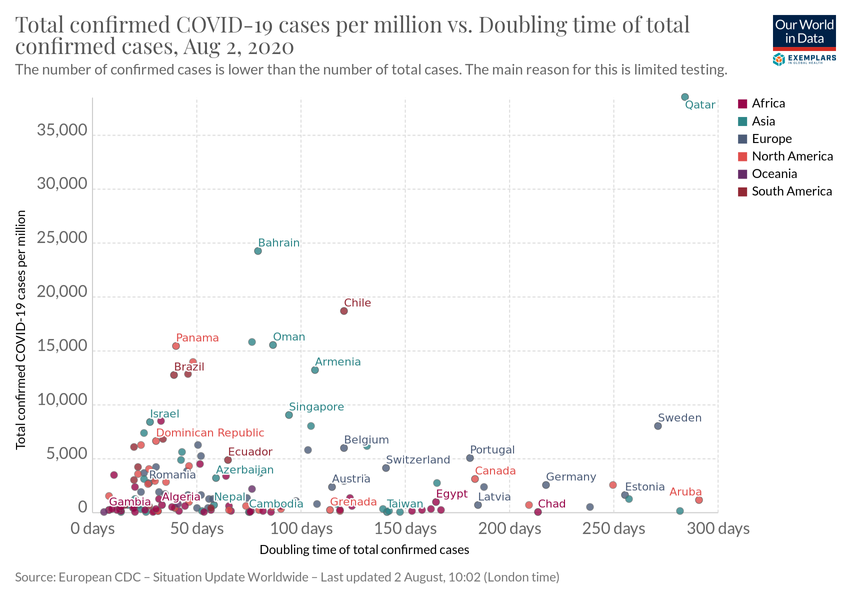 Total confirmed COVID-19 cases per million vs. Doubling time of total
confirmed cases, Aug 2, 2020
The number of confirmed cases is lower than the number of total cases. The main reason for this is limited testing.
Our World
in Data
EXEMPLARS
IN GLOBAL HEALTH
Total confirmed COVID-19 cases per million
35,000
30,000
25,000
20,000
15,000
10,000
5,000
0
Qatar
Bahrain
Chile
Panama
Oman
Armenia
Brazil
Singapore
Israel
Sweden
Dominican Republic
Belgium
Ecuador
Portugal
Switzerland
Azerbaijan
Romania
Canada
Austria
Germany
Estonia
Aruba
Gambia
Algeria
Nepal
Cambodia
Grenada
Taiwan
Egypt
Latvia
Chad
0 days
50 days
100 days
150 days
200 days
250 days
300 days
Doubling time of total confirmed cases
Africa
Asia
Europe
North America
Oceania
South America
Source: European CDC – Situation Update Worldwide – Last updated 2 August, 10:02 (London time)